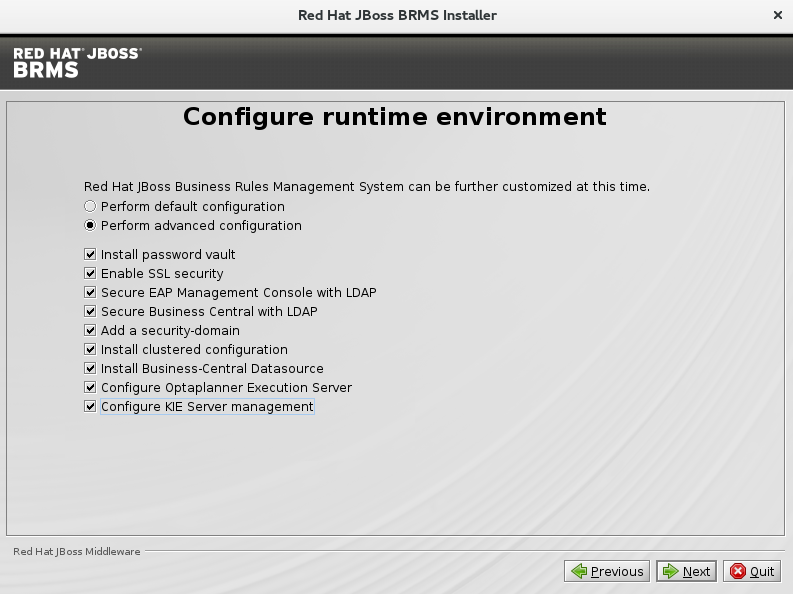 Red Hat JBoss BRMS Installer
RED HAT® JBOSS®
BRMS
Configure runtime environment
Red Hat JBoss Business Rules Management System can be further customized at this time.
Perform default configuration
Perform advanced configuration
Install password vault
Enable SSL security
Secure EAP Management Console with LDAP
Secure Business Central with LDAP
Add a security-domain
Install clustered configuration
Install Business-Central Datasource
Configure Optaplanner Execution Server
Configure KIE Server management
Red Hat JBoss Middleware
Previous Next Quit